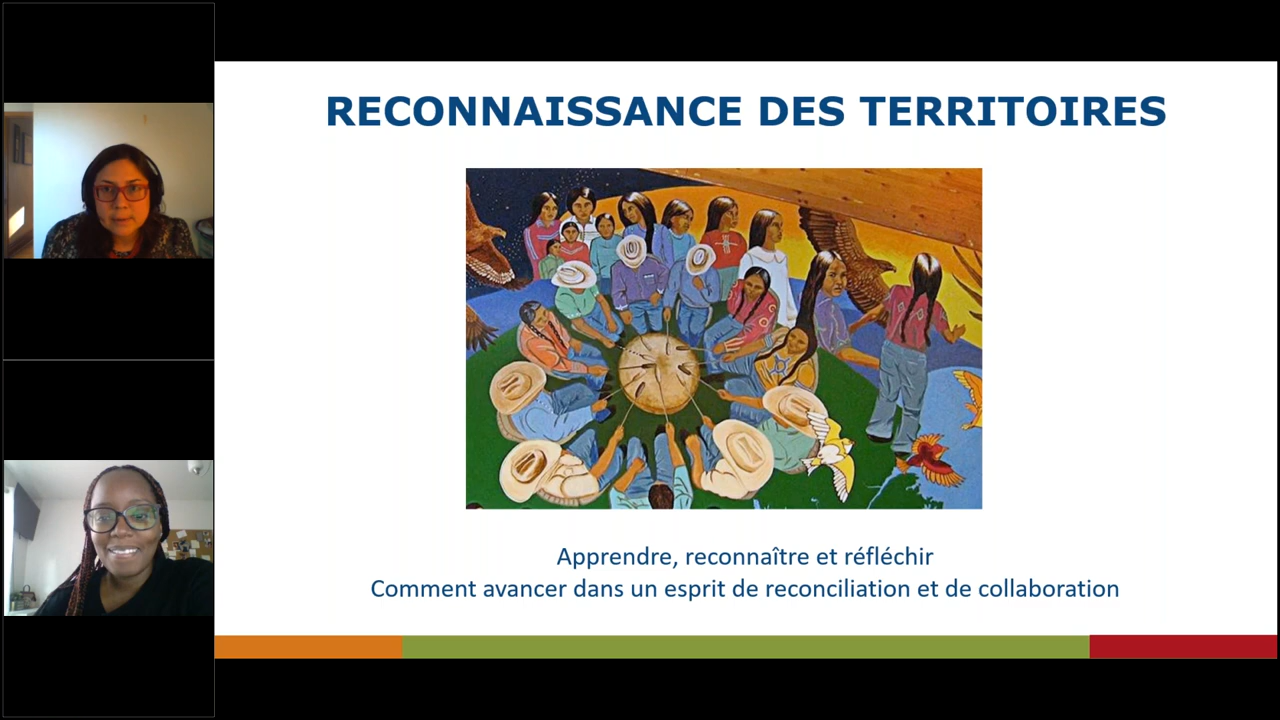 RECONNAISSANCE DES TERRITOIRES
Apprendre, reconnaître et réfléchir
Comment avancer dans un esprit de reconciliation et de collaboration